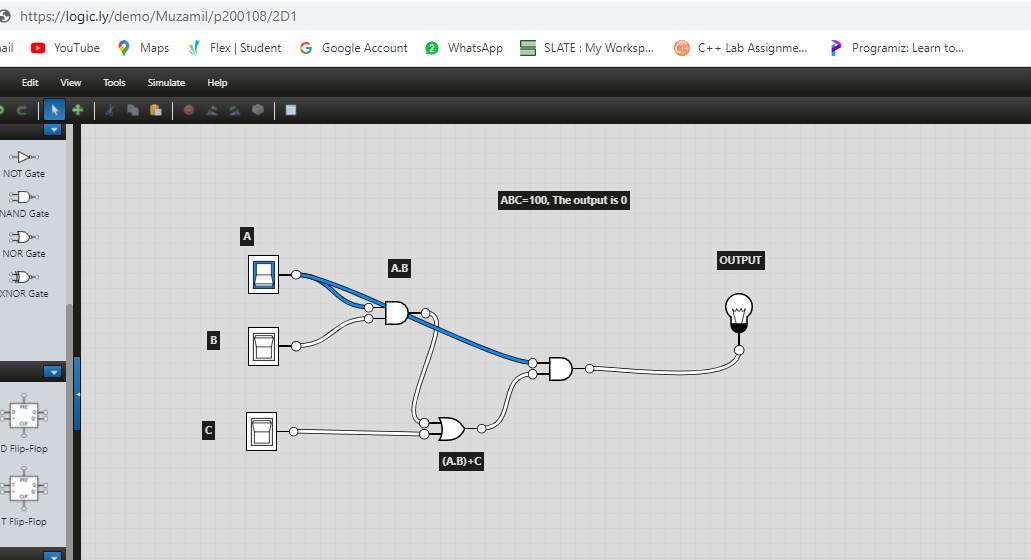 https://logic.ly/demo/Muzamil/p200108/2D1
ail YouTube Maps Flex | Student Google Account 2 WhatsApp SLATE : My Worksp... C++ Lab Assignme... Programiz: Learn to...
Edit View Tools Simulate Help
NOT Gate
NAND Gate
NOR Gate
XNOR Gate
D Flip-Flop
T Flip-Flop
ABC=100, The output is 0
A
A.B
OUTPUT
B
C
(A.B)+C